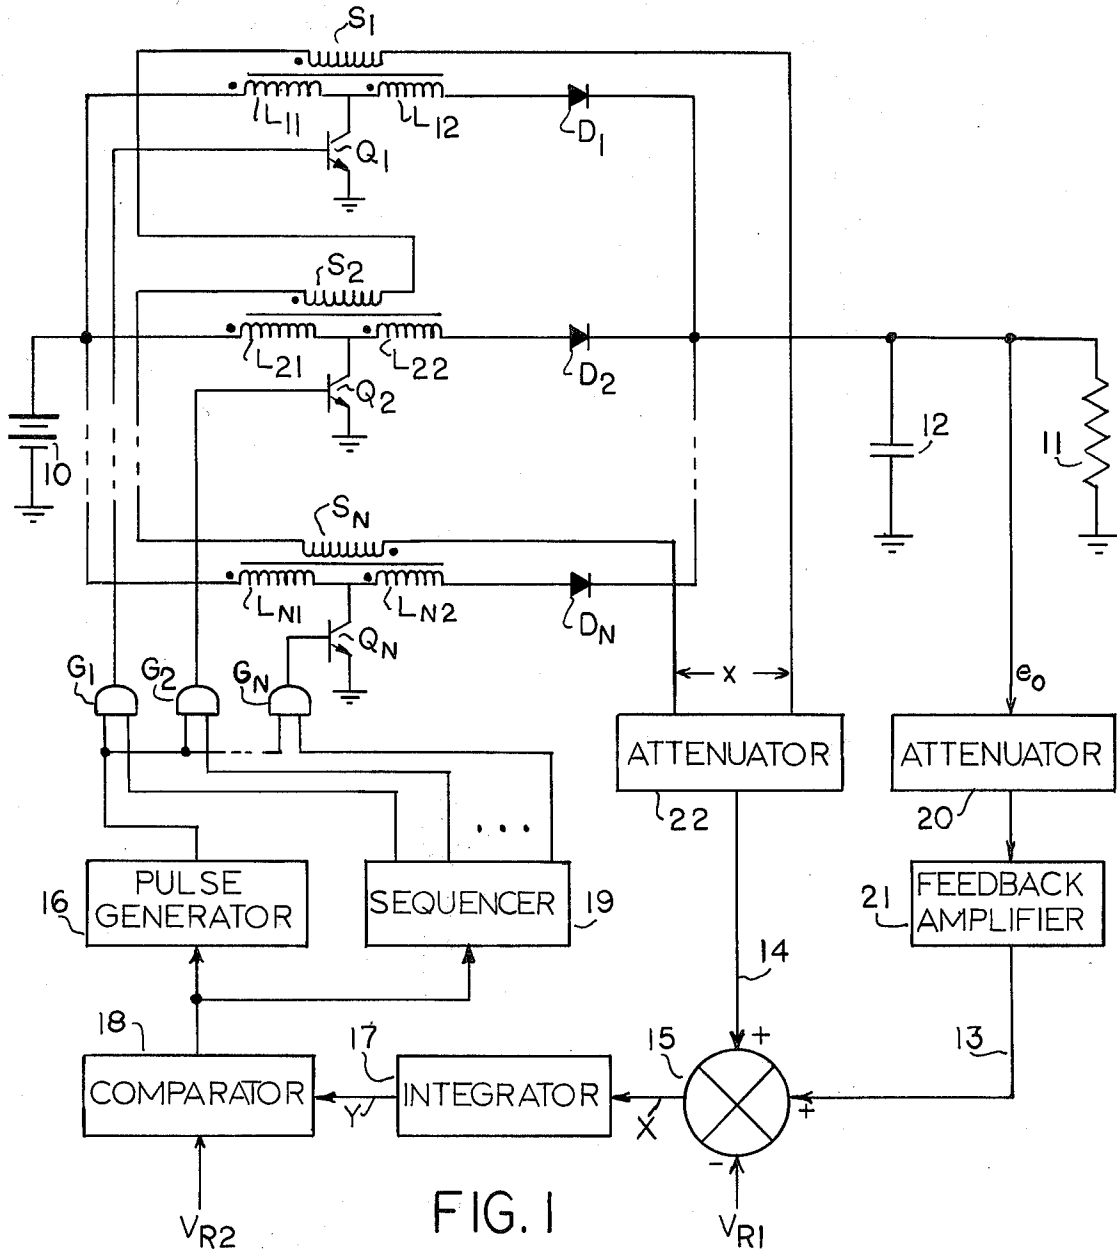 S1
L11
L12
D1
Q1
S2
L21
L22
D2
Q2
10
12
11
SN
LN1
LN2
DN
QN
G1
G2
GN
x
eo
ATTENUATOR
ATTENUATOR
22
20
PULSE
GENERATOR
16
SEQUENCER
19
FEEDBACK
AMPLIFIER
21
14
13
18
17
15
+
COMPARATOR
INTEGRATOR
Y
X
+
-
VR2
VR1
FIG. 1